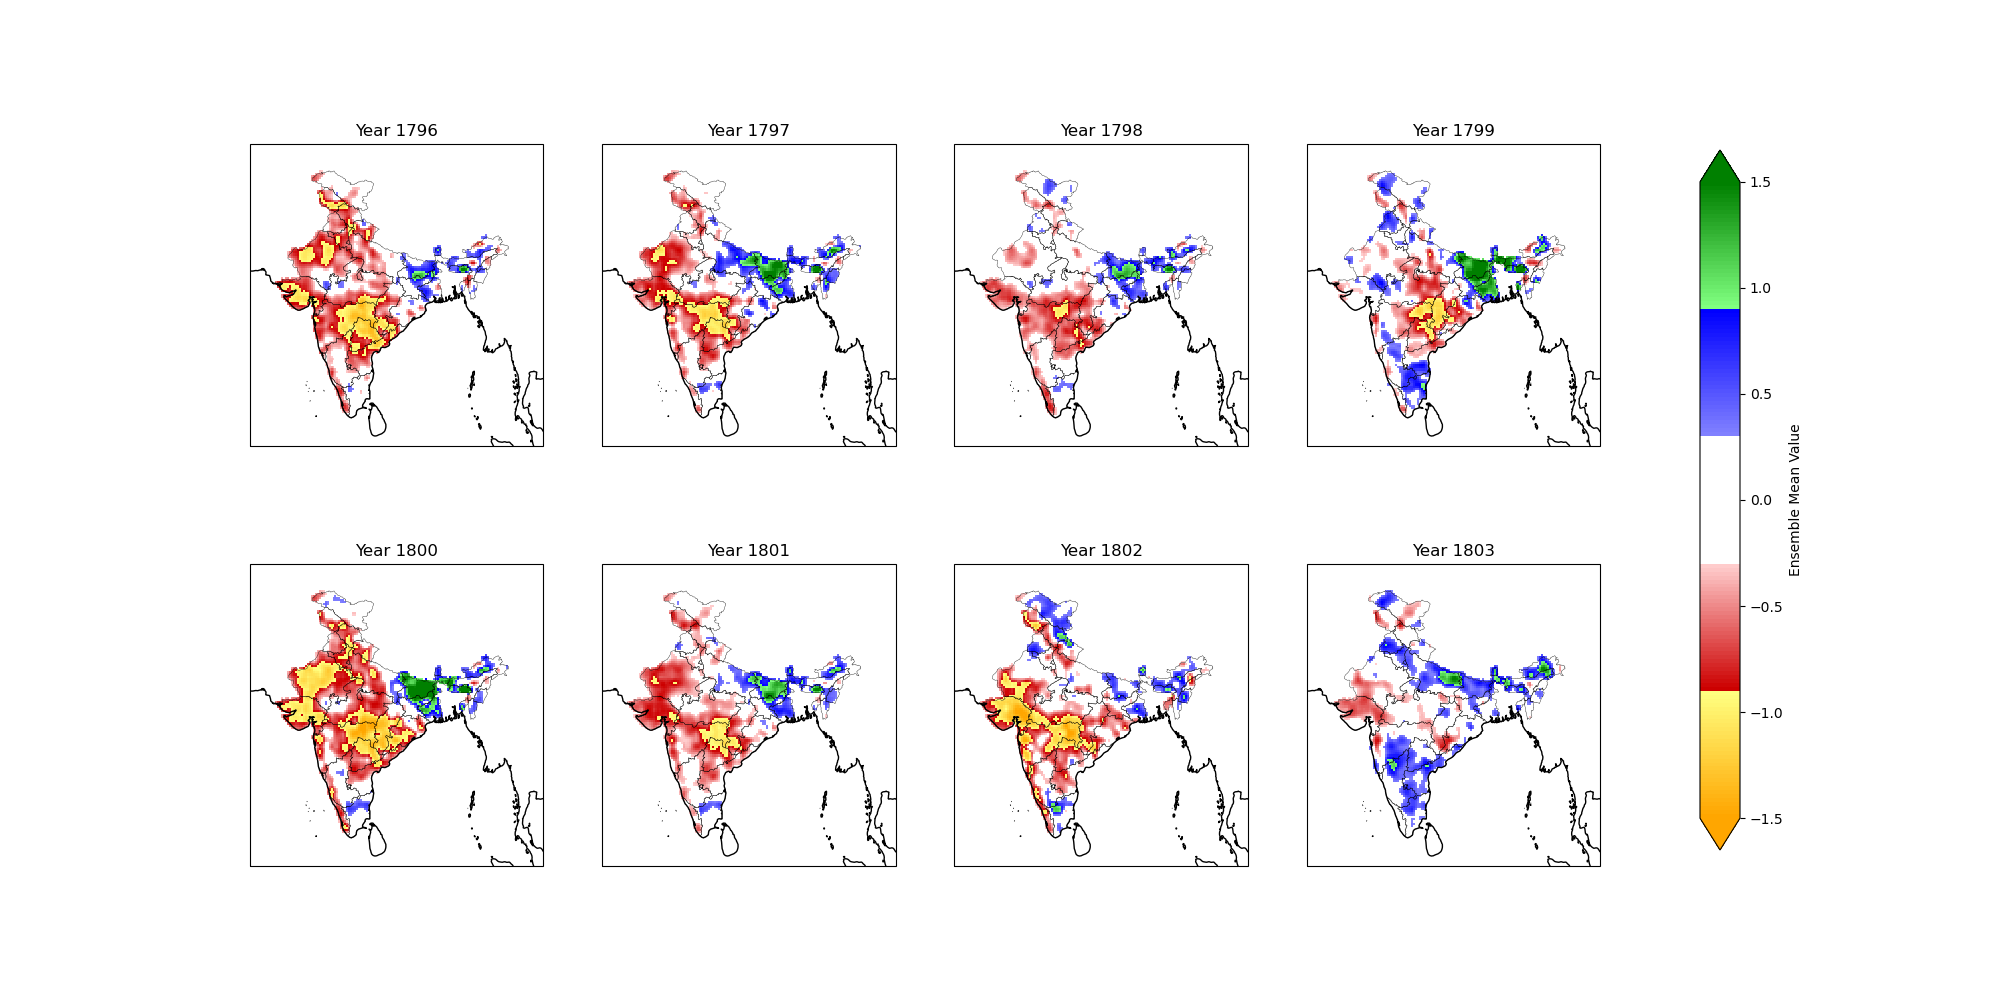 Year 1796
Year 1797
Year 1798
Year 1799
Year 1800
Year 1801
Year 1802
Year 1803
1.5
1.0
0.5
0.0
−0.5
−1.0
−1.5
Ensemble Mean Value